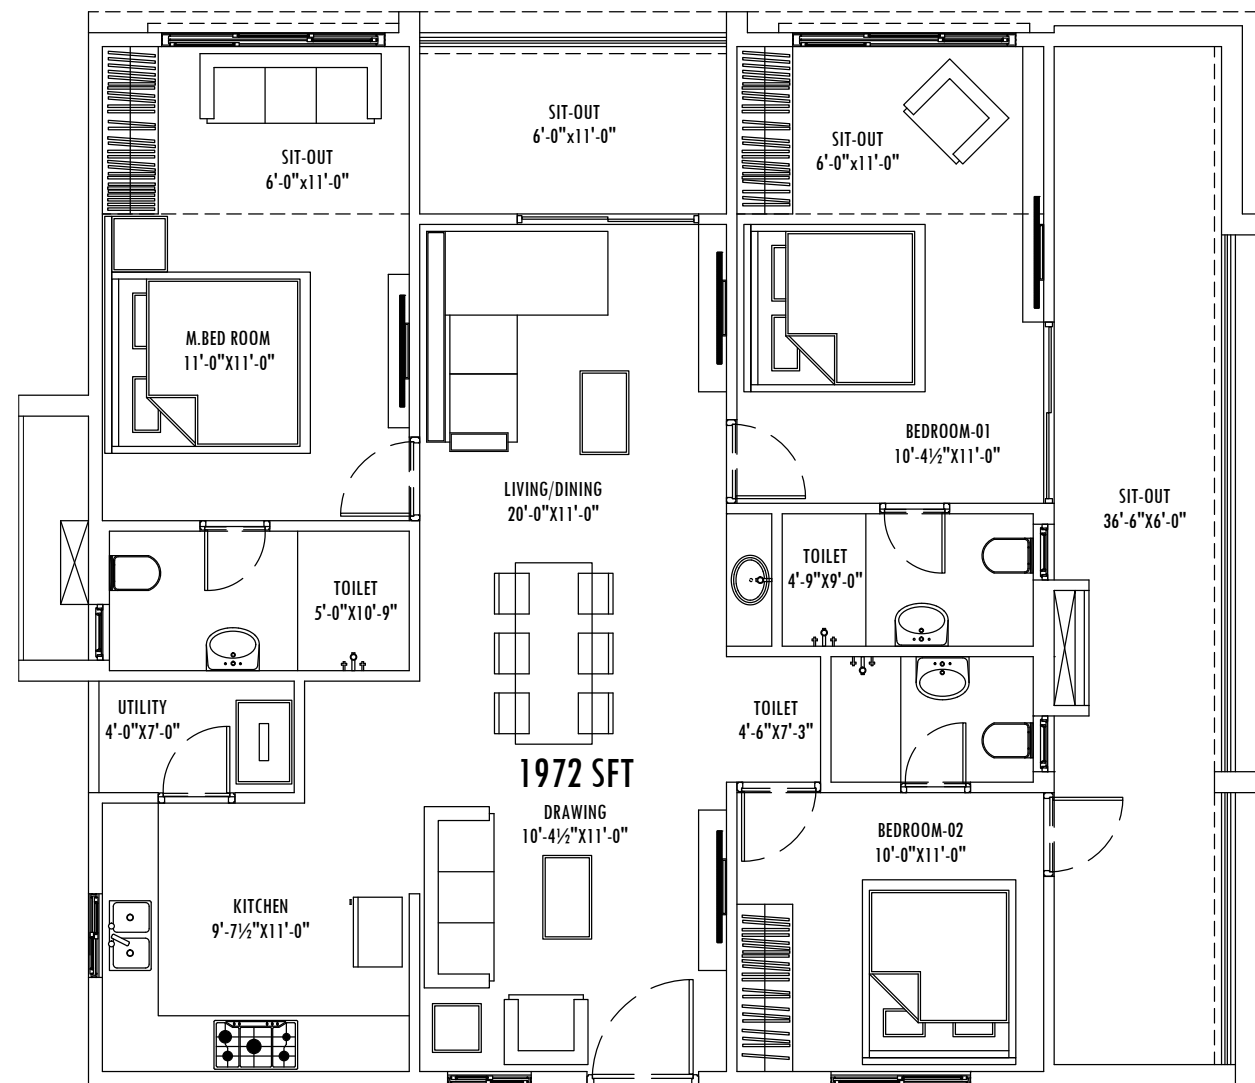 SIT-OUT
6'-0"x11'-0"
SIT-OUT
6'-0"x11'-0"
SIT-OUT
6'-0"x11'-0"
M.BED ROOM
11'-0"X11'-0"
BEDROOM-01
10'-4½"X11'-0"
LIVING/DINING
20'-0"X11'-0"
SIT-OUT
36'-6"X6'-0"
TOILET
5'-0"X10'-9"
TOILET
4'-9"X9'-0"
UTILITY
4'-0"X7'-0"
TOILET
4'-6"X7'-3"
1972 SFT
DRAWING
10'-4½"X11'-0"
BEDROOM-02
10'-0"X11'-0"
KITCHEN
9'-7½"X11'-0"